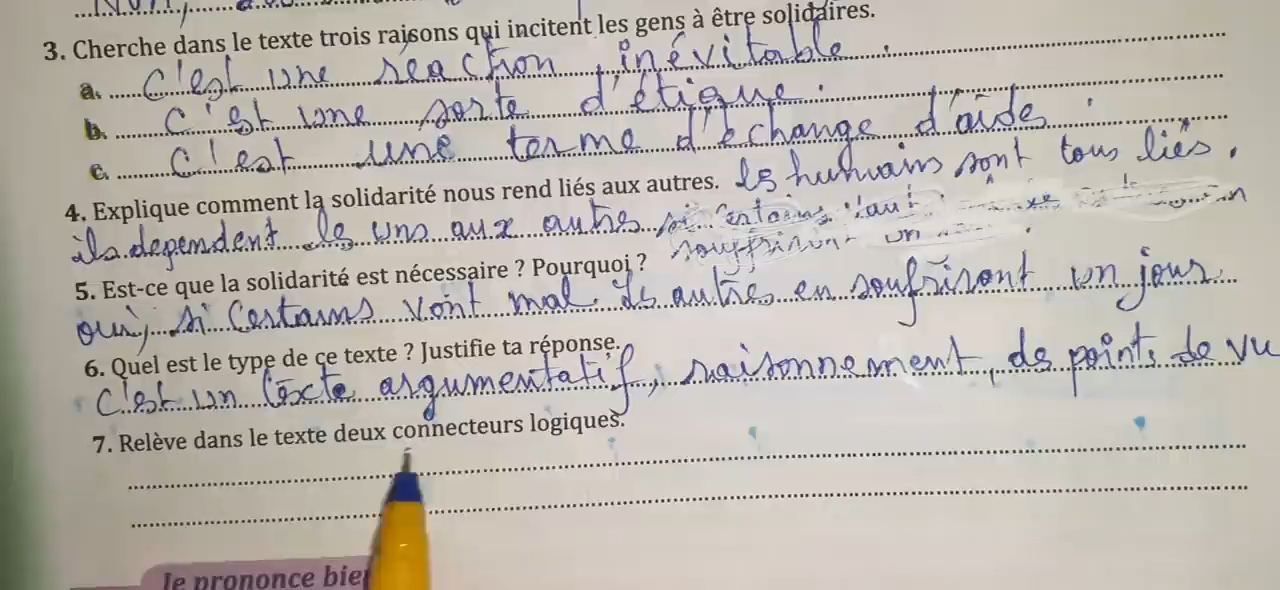 3. Cherche dans le texte trois raisons qui incitent les gens à être solidaires.
a. c'est une réaction inévitable.
b. c'est une sorte d'étique.
c. c'est une terme d'échange d'aide.
4. Explique comment la solidarité nous rend liés aux autres. les humains sont tous liés,
ils dependent les uns aux autres
5. Est-ce que la solidarité est nécessaire ? Pourquoi ?
oui, si certains vont mal les autres en soufriront un jour
6. Quel est le type de ce texte ? Justifie ta réponse.
c'est un texte argumentatif, raisonnement, de points de vu
7. Relève dans le texte deux connecteurs logiques.
Je prononce bie